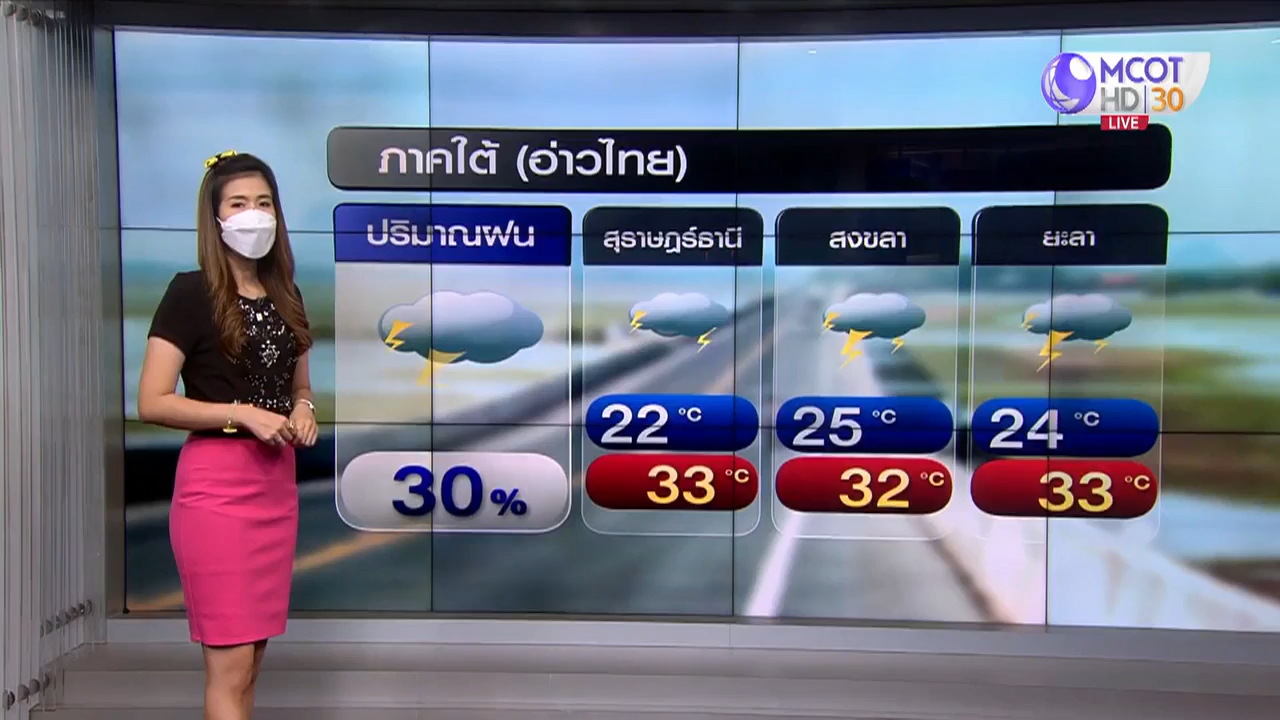 MCOT
HD 30
LIVE
ภาคใต้ (อ่าวไทย)
ปริมาณฝน
30%
สุราษฎร์ธานี
22 °C
33 °C
สงขลา
25 °C
32 °C
ยะลา
24 °C
33 °C